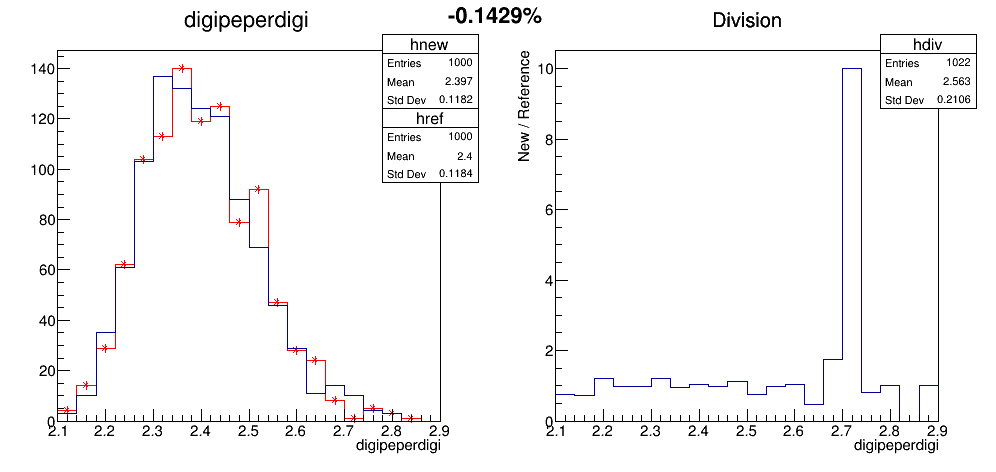 -0.1429%
digipeperdigi
hnew
Entries 1000
Mean 2.397
Std Dev 0.1182
href
Entries 1000
Mean 2.4
Std Dev 0.1184
140
120
100
80
60
40
20
0
2.1 2.2 2.3 2.4 2.5 2.6 2.7 2.8 2.9
digipeperdigi
Division
hdiv
Entries 1022
Mean 2.563
Std Dev 0.2106
New / Reference
10
8
6
4
2
0
2.1 2.2 2.3 2.4 2.5 2.6 2.7 2.8 2.9
digipeperdigi